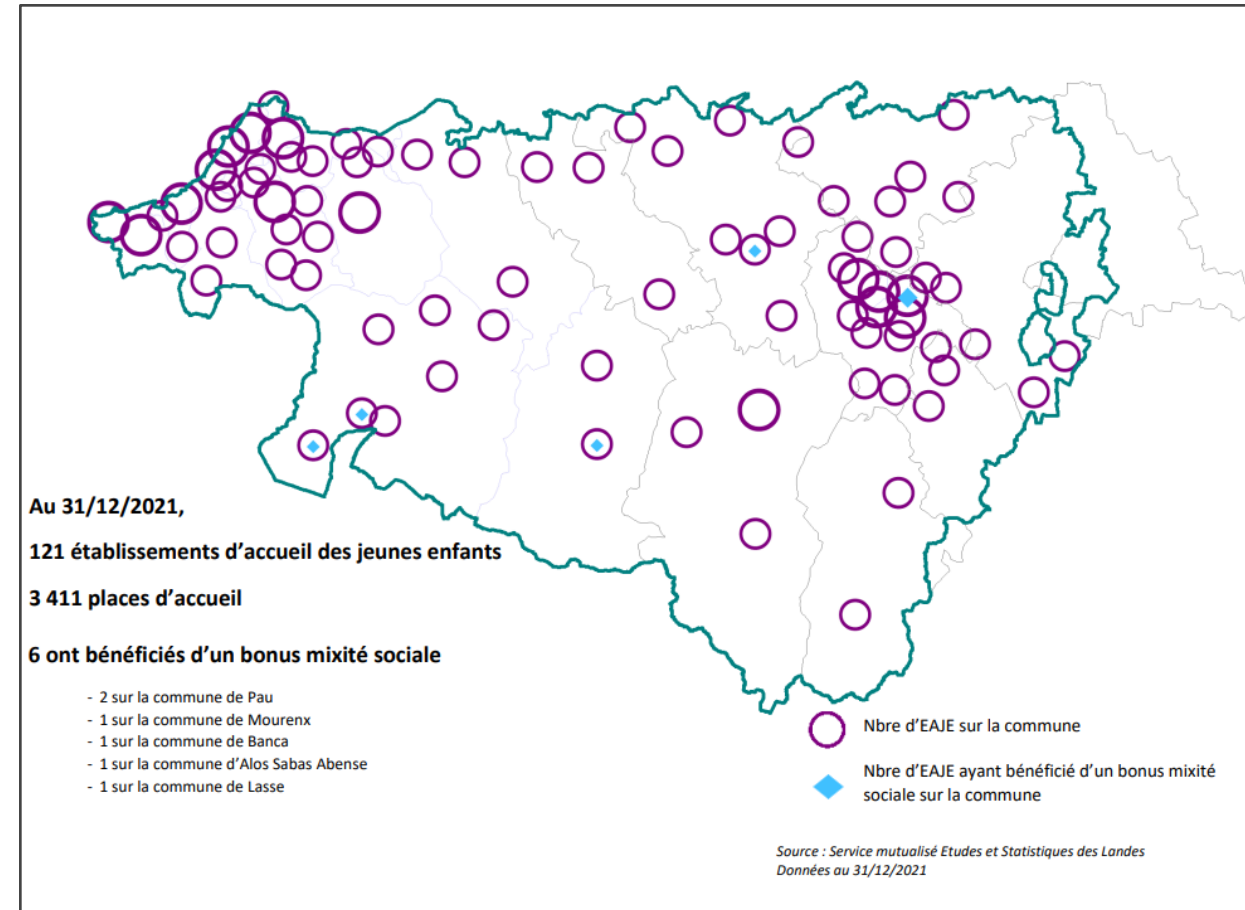 Au 31/12/2021,
121 établissements d’accueil des jeunes enfants
3 411 places d’accueil
6 ont bénéficiés d’un bonus mixité sociale
- 2 sur la commune de Pau
- 1 sur la commune de Mourenx
- 1 sur la commune de Banca
- 1 sur la commune d’Alos Sabas Abense
- 1 sur la commune de Lasse
Nbre d’EAJE sur la commune
Nbre d’EAJE ayant bénéficié d’un bonus mixité
sociale sur la commune
Source : Service mutualisé Etudes et Statistiques des Landes
Données au 31/12/2021